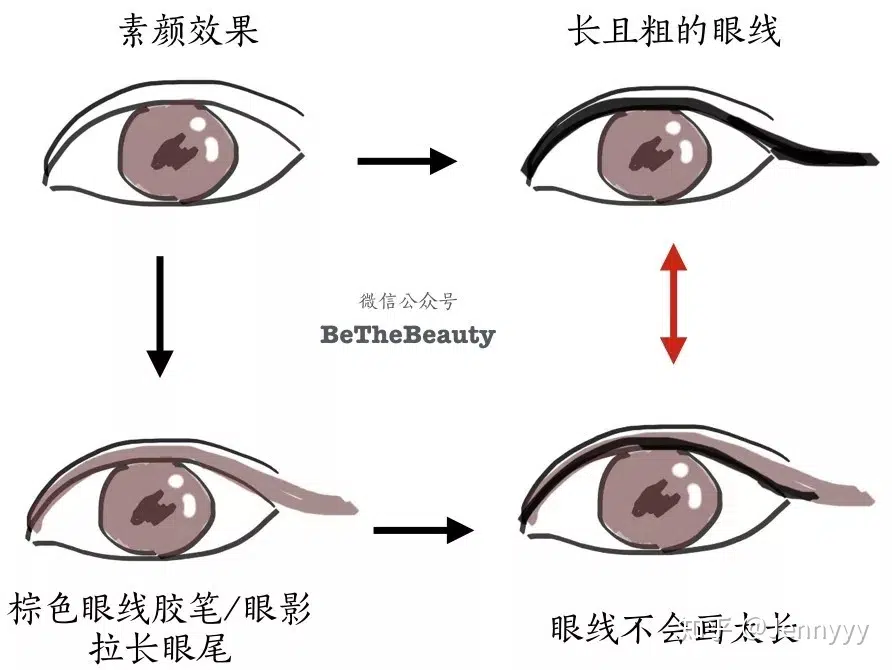 素颜效果
长且粗的眼线
微信公众号
BeTheBeauty
棕色眼线胶笔/眼影
拉长眼尾
眼线不会画太长
知乎 @Jennyyy